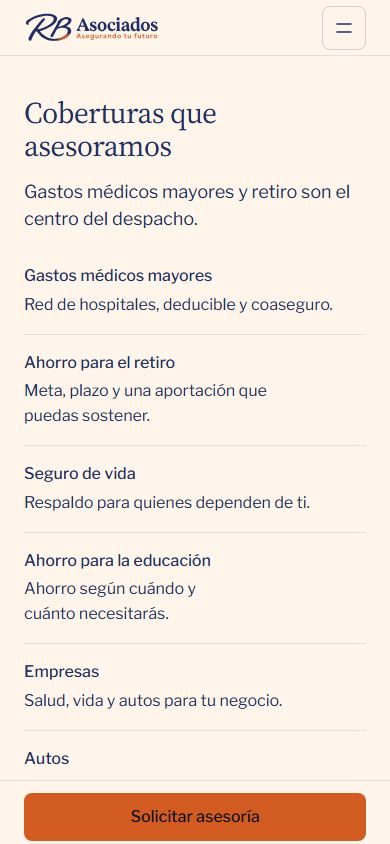 RB Asociados
Asegurando tu futuro
Coberturas que
asesoramos
Gastos médicos mayores y retiro son el
centro del despacho.
Gastos médicos mayores
Red de hospitales, deducible y coaseguro.
Ahorro para el retiro
Meta, plazo y una aportación que
puedas sostener.
Seguro de vida
Respaldo para quienes dependen de ti.
Ahorro para la educación
Ahorro según cuándo y
cuánto necesitarás.
Empresas
Salud, vida y autos para tu negocio.
Autos
Solicitar asesoría